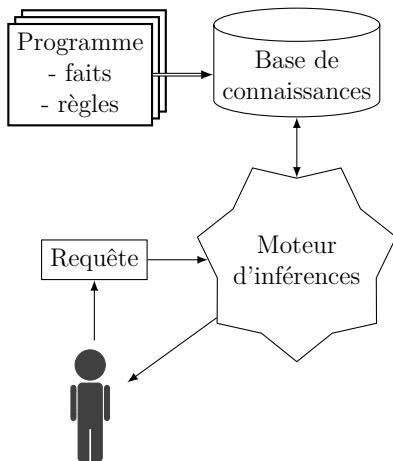 Programme
- faits
- règles
Base de
connaissances
Moteur
d'inférences
Requête